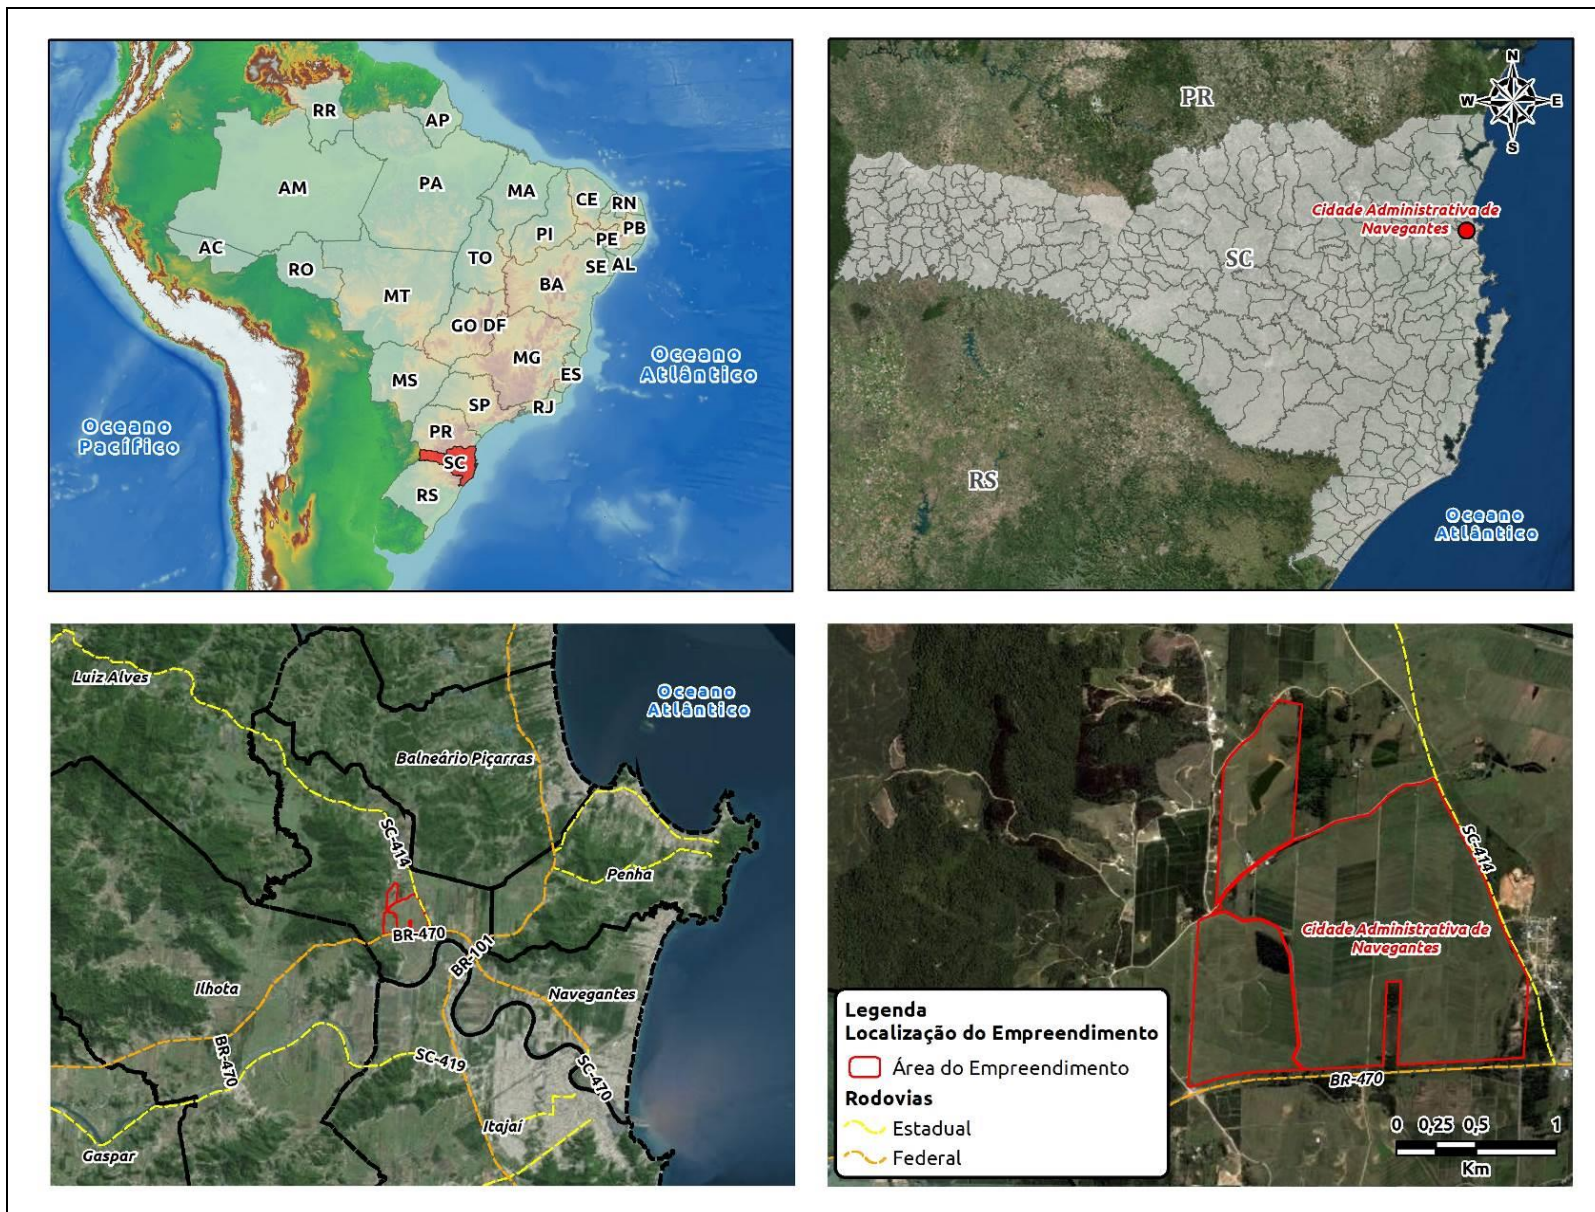 RR
AP
AM
PA
MA
CE
RN
PB
PI
PE
AC
TO
SE
AL
RO
BA
MT
GO
DF
MG
Oceano
Atlântico
ES
MS
SP
RJ
Oceano
Pacífico
PR
SC
RS
PR
N
W
E
S
Cidade Administrativa de
Navegantes
SC
RS
Oceano
Atlântico
Luiz Alves
Oceano
Atlântico
Balneário Piçarras
SC-414
Penha
BR-470
BR-101
Ilhota
Navegantes
BR-470
SC-419
SC-470
Itajaí
Gaspar
SC-414
Cidade Administrativa de
Navegantes
BR-470
Legenda
Localização do Empreendimento
Área do Empreendimento
Rodovias
Estadual
Federal
0 0,25 0,5 1
Km